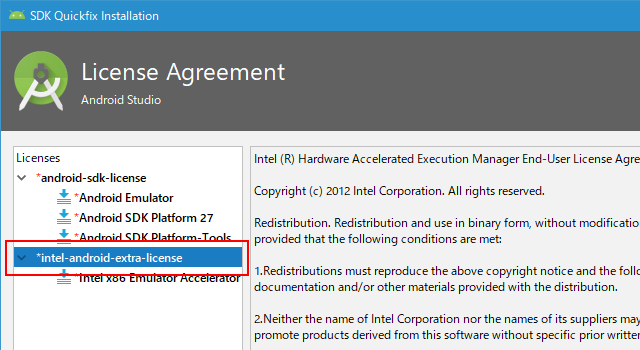 SDK Quickfix Installation
License Agreement
Android Studio
Licenses
*android-sdk-license
*Android Emulator
*Android SDK Platform 27
*Android SDK Platform-Tools
*intel-android-extra-license
*Intel x86 Emulator Accelerator
Intel (R) Hardware Accelerated Execution Manager End-User License Agre
Copyright (c) 2012 Intel Corporation. All rights reserved.
Redistribution. Redistribution and use in binary form, without modificatio
provided that the following conditions are met:
1.Redistributions must reproduce the above copyright notice and the follo
documentation and/or other materials provided with the distribution.
2.Neither the name of Intel Corporation nor the names of its suppliers may
promote products derived from this software without specific prior written